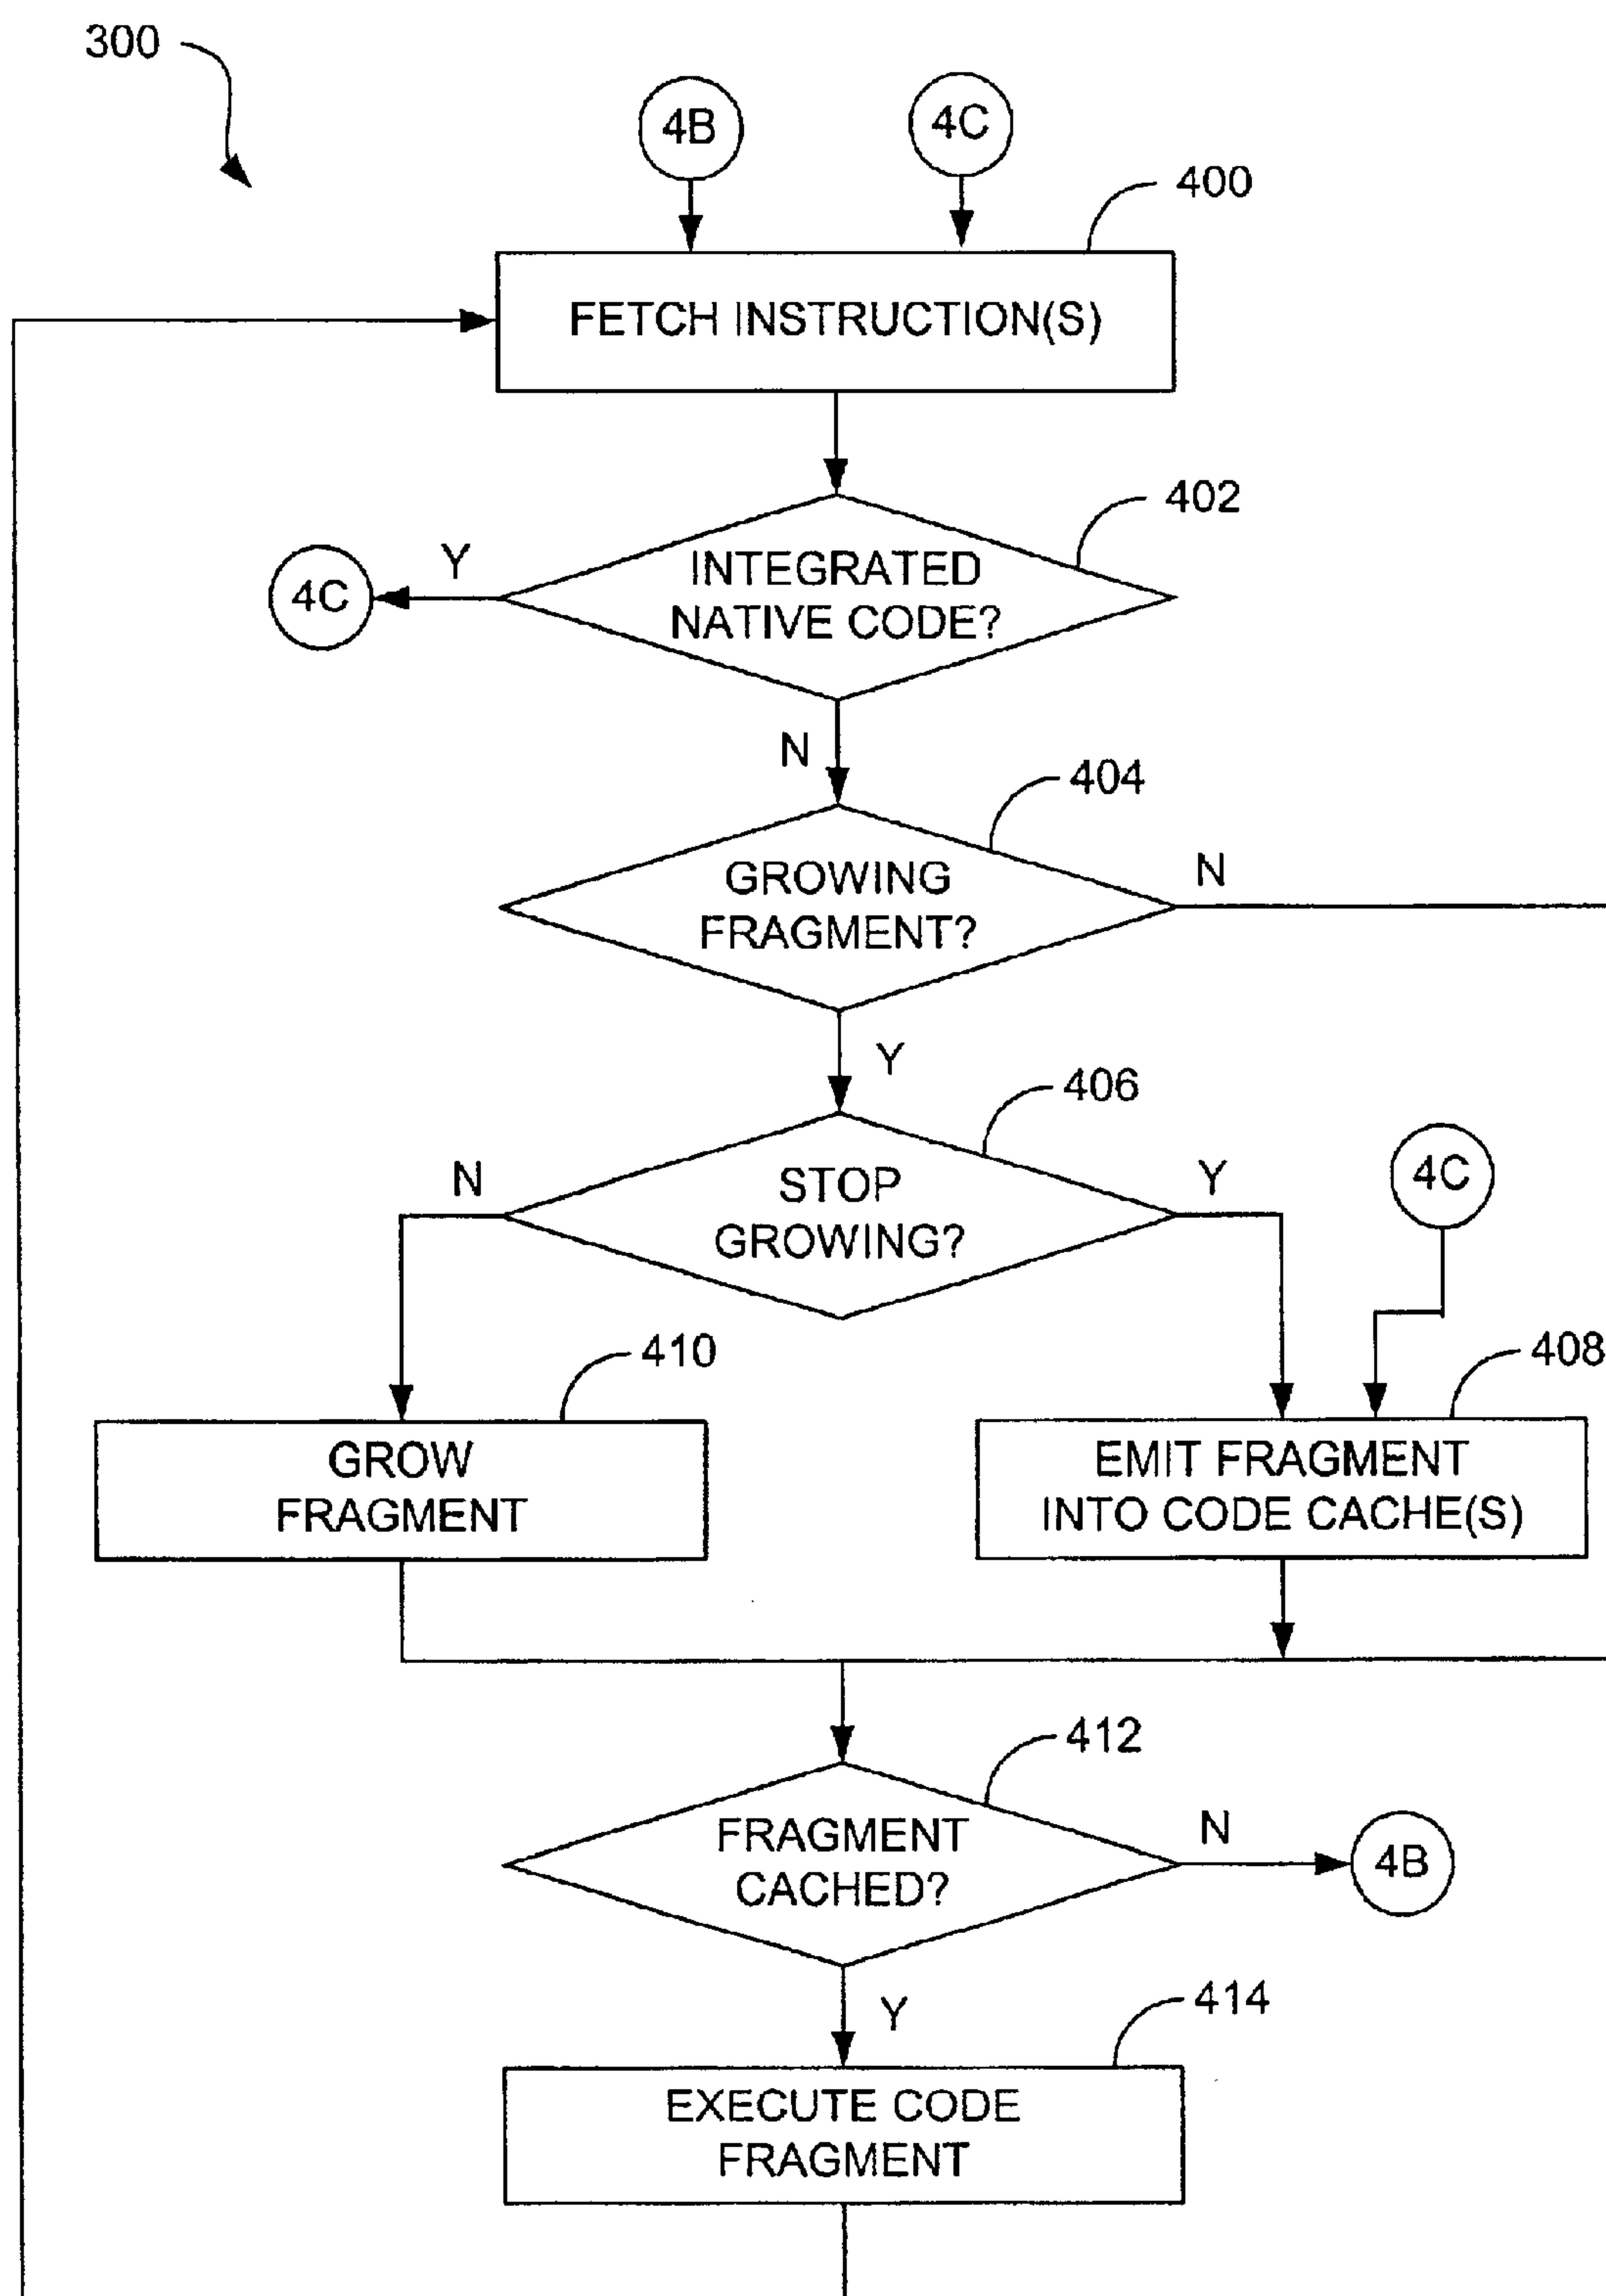 300
4B
4C
400
FETCH INSTRUCTION(S)
402
INTEGRATED
NATIVE CODE?
Y
4C
N
404
GROWING
FRAGMENT?
N
Y
406
STOP
GROWING?
N
Y
4C
410
408
GROW
FRAGMENT
EMIT FRAGMENT
INTO CODE CACHE(S)
412
FRAGMENT
CACHED?
N
4B
Y
414
EXECUTE CODE
FRAGMENT